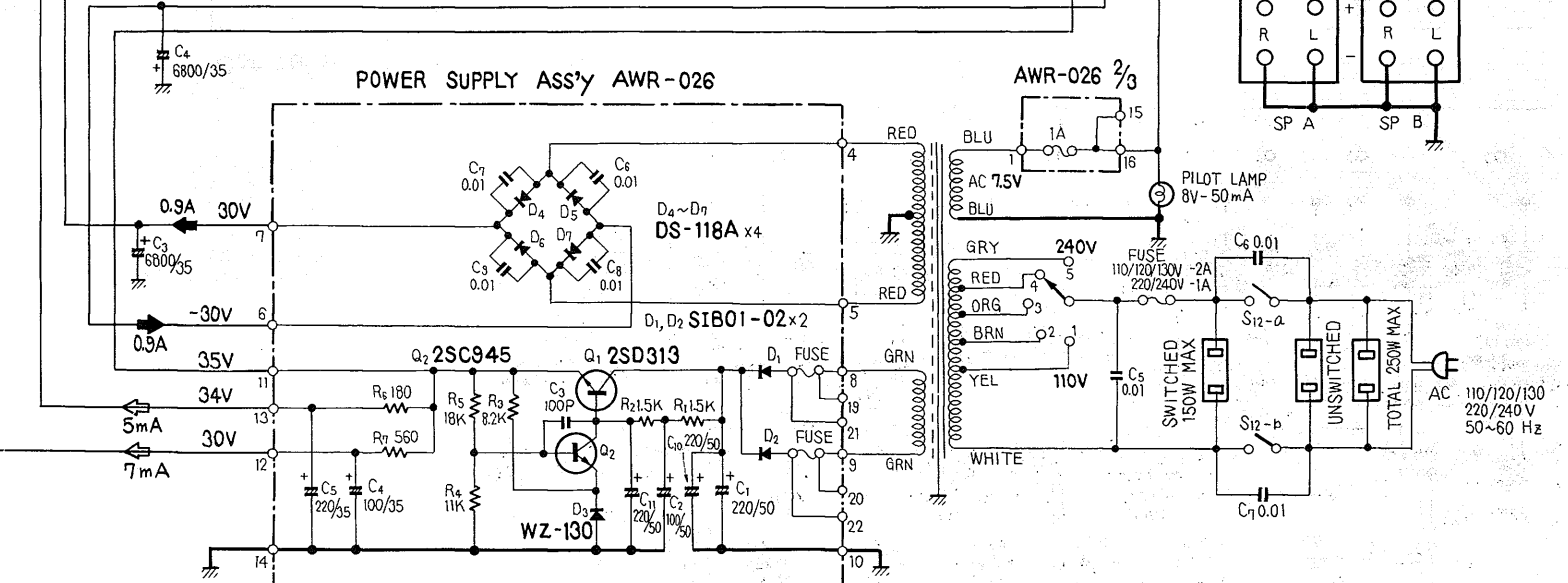 C4
+ 6800/35
POWER SUPPLY ASS'y AWR-026
AWR-026 2/3
+
R L R L
−
SP A SP B
15
1A
1 16
BLU
AC 7.5V
BLU
PILOT LAMP
8V-50mA
RED
4
C7
0.01
C6
0.01
D4 D5
D6 D7
C9
0.01
C8
0.01
D4~D7
DS-118A ×4
0.9A 30V
7
+ C3
6800/35
-30V
6
0.9A
RED
5
D1, D2 SIB01-02×2
GRY
240V
5
RED
4
ORG
3
BRN
2 1
YEL
110V
WHITE
FUSE
110/120/130V -2A
220/240V -1A
C6 0.01
S12-a
C5
0.01
SWITCHED
150W MAX
UNSWITCHED
TOTAL 250W MAX
S12-b
C7 0.01
AC
110/120/130
220/240V
50~60 Hz
35V
11
Q2 2SC945
Q1 2SD313
D1 FUSE
GRN
8
19
21
34V
13
5mA
R6 180
R5
18K
R3
8.2K
C3
100P
R2 1.5K
R1 1.5K
30V
12
7mA
R7 560
Q2
C10
220/50
D2 FUSE
9
GRN
20
22
+ C5
220/35
+ C4
100/35
R4
11K
D3
WZ-130
+ C11
220/50
+ C2
100/50
+ C1
220/50
14
10